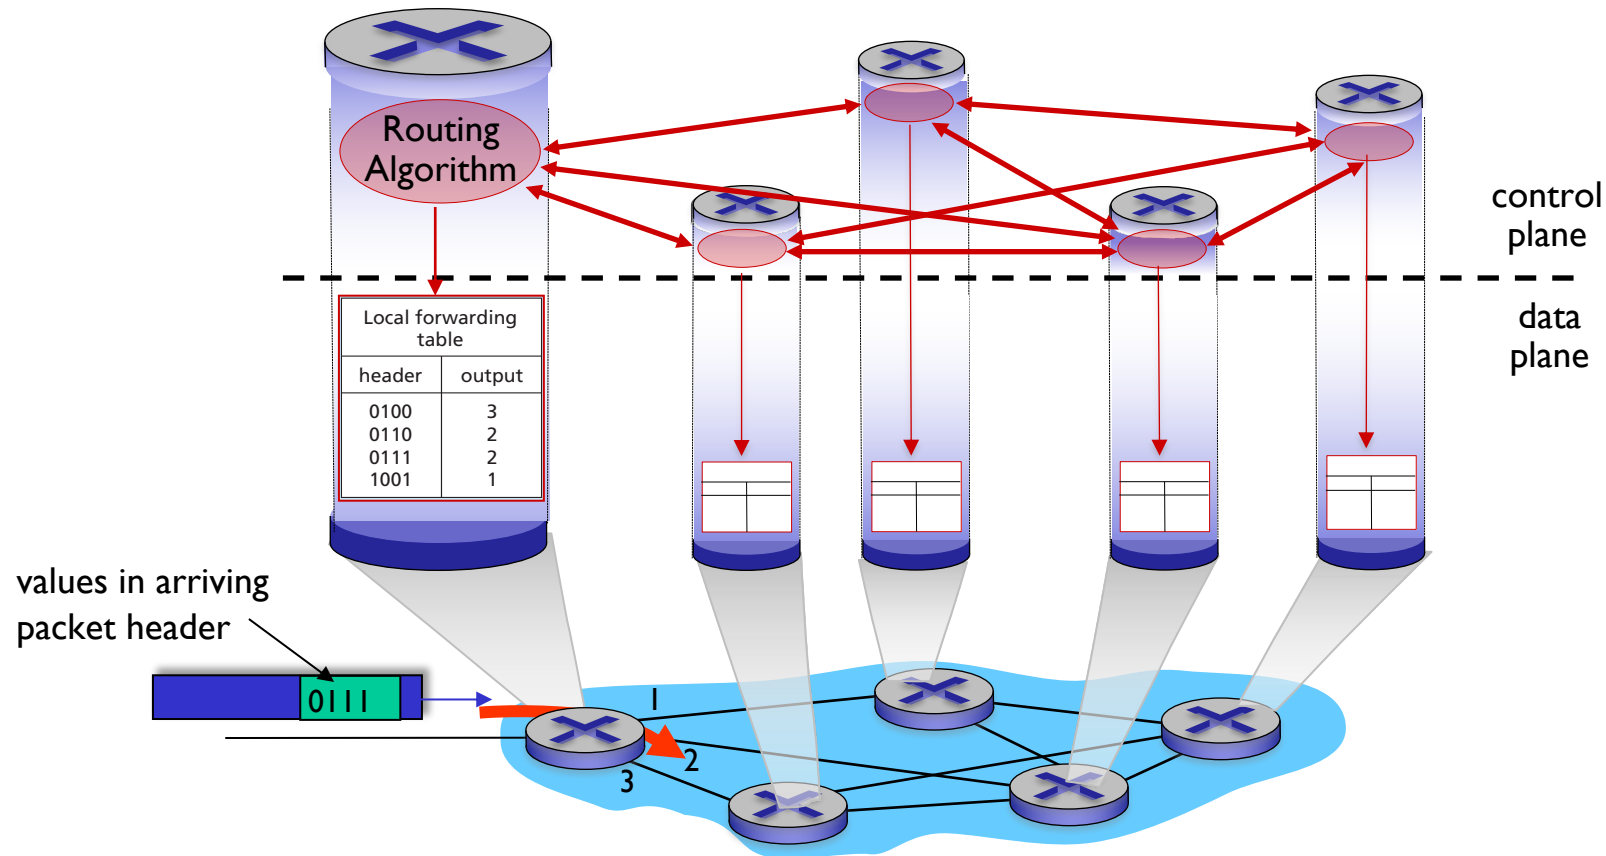 Routing
Algorithm
control
plane
data
plane
Local forwarding
table
header output
0100 3
0110 2
0111 2
1001 1
values in arriving
packet header
0111
1
2
3